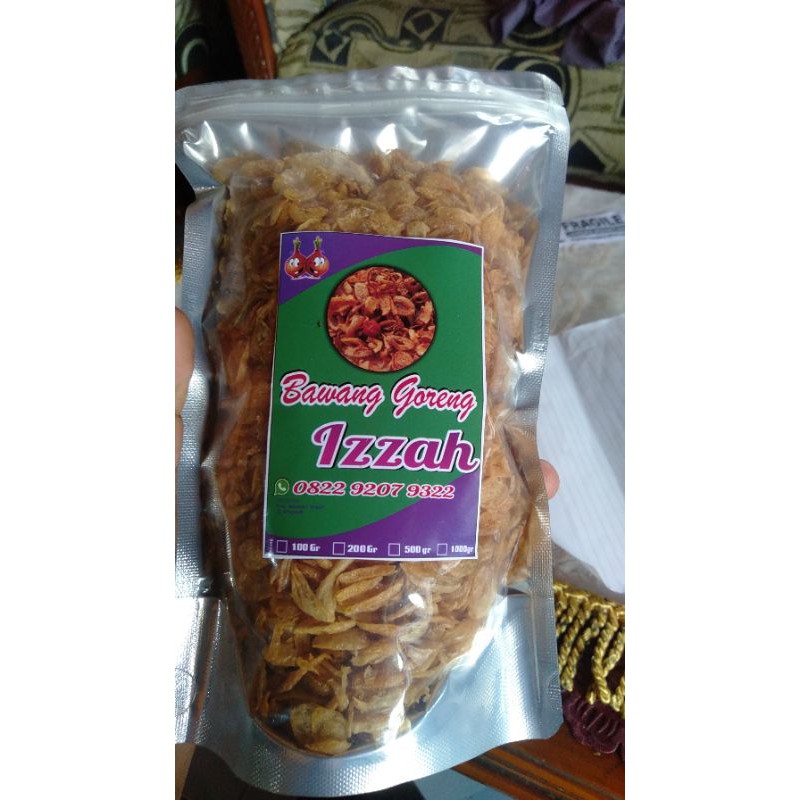 Bawang Goreng
Izzah
0822 9207 9322
100 Gr 200 Gr 500 gr 1000gr
FRAGILE